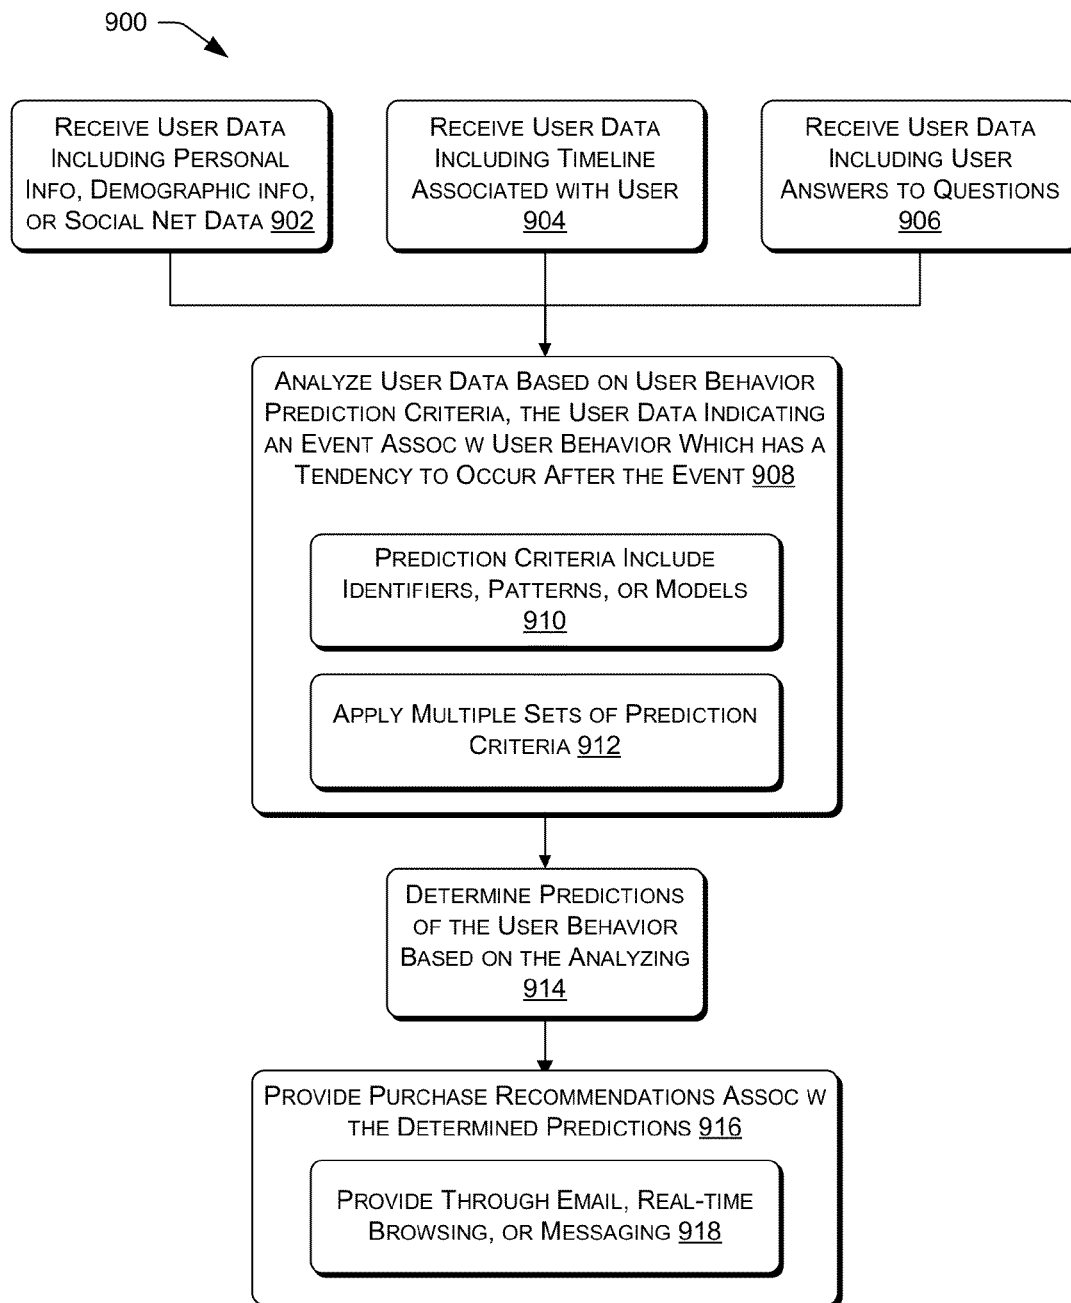 900
RECEIVE USER DATA
INCLUDING PERSONAL
INFO, DEMOGRAPHIC INFO,
OR SOCIAL NET DATA 902
RECEIVE USER DATA
INCLUDING TIMELINE
ASSOCIATED WITH USER
904
RECEIVE USER DATA
INCLUDING USER
ANSWERS TO QUESTIONS
906
ANALYZE USER DATA BASED ON USER BEHAVIOR
PREDICTION CRITERIA, THE USER DATA INDICATING
AN EVENT ASSOC W USER BEHAVIOR WHICH HAS A
TENDENCY TO OCCUR AFTER THE EVENT 908
PREDICTION CRITERIA INCLUDE
IDENTIFIERS, PATTERNS, OR MODELS
910
APPLY MULTIPLE SETS OF PREDICTION
CRITERIA 912
DETERMINE PREDICTIONS
OF THE USER BEHAVIOR
BASED ON THE ANALYZING
914
PROVIDE PURCHASE RECOMMENDATIONS ASSOC W
THE DETERMINED PREDICTIONS 916
PROVIDE THROUGH EMAIL, REAL-TIME
BROWSING, OR MESSAGING 918